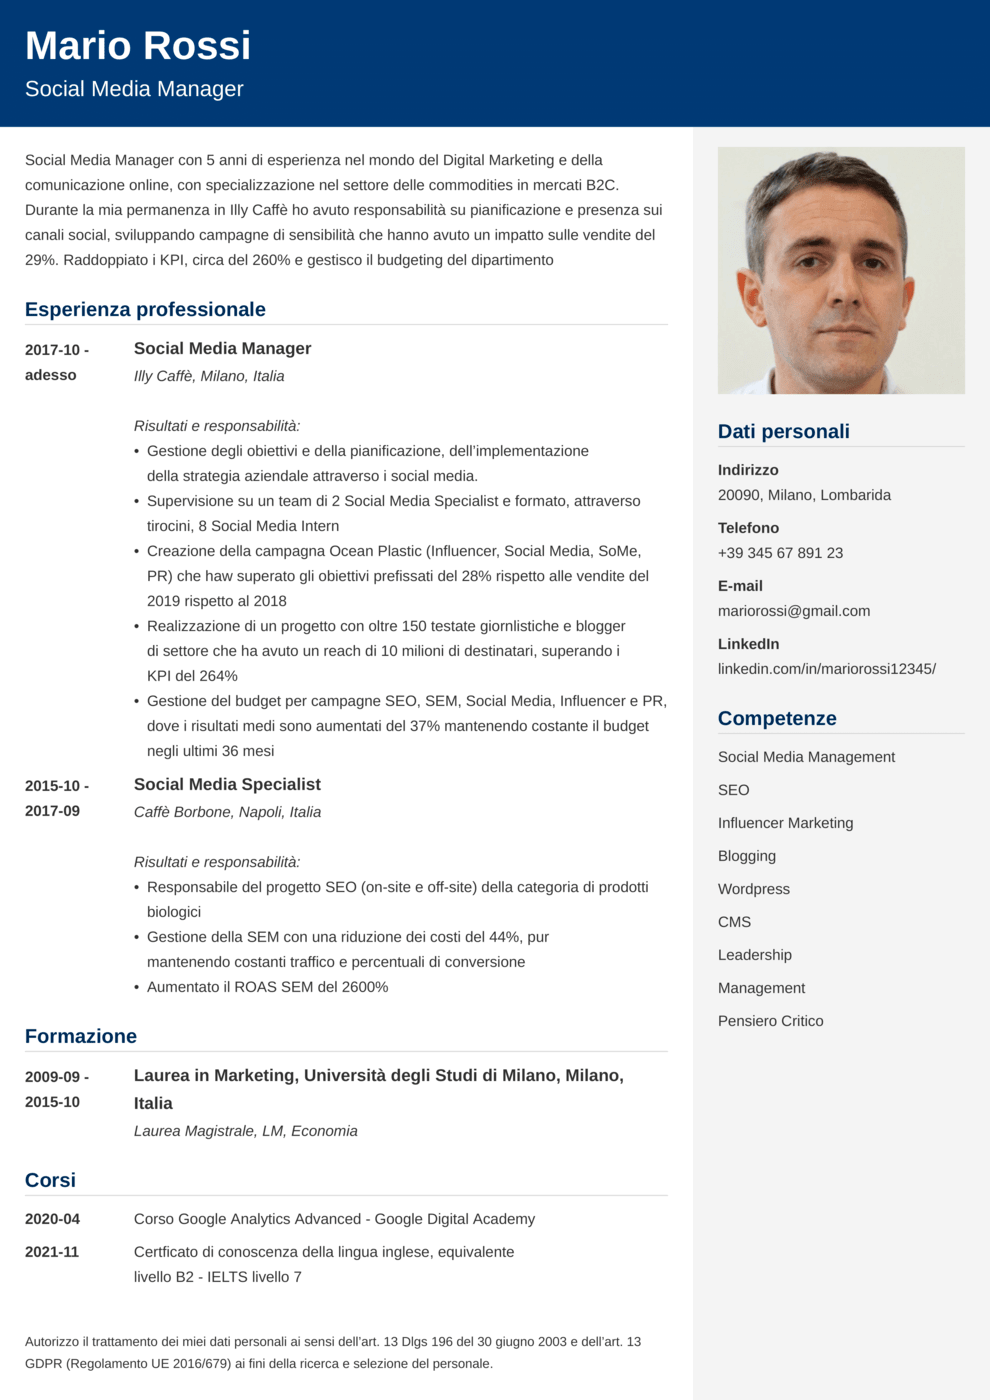 Mario Rossi
Social Media Manager
Social Media Manager con 5 anni di esperienza nel mondo del Digital Marketing e della
comunicazione online, con specializzazione nel settore delle commodities in mercati B2C.
Durante la mia permanenza in Illy Caffè ho avuto responsabilità su pianificazione e presenza sui
canali social, sviluppando campagne di sensibilità che hanno avuto un impatto sulle vendite del
29%. Raddoppiato i KPI, circa del 260% e gestisco il budgeting del dipartimento
Esperienza professionale
2017-10 -
adesso
Social Media Manager
Illy Caffè, Milano, Italia
Risultati e responsabilità:
• Gestione degli obiettivi e della pianificazione, dell'implementazione
della strategia aziendale attraverso i social media.
• Supervisione su un team di 2 Social Media Specialist e formato, attraverso
tirocini, 8 Social Media Intern
• Creazione della campagna Ocean Plastic (Influencer, Social Media, SoMe,
PR) che haw superato gli obiettivi prefissati del 28% rispetto alle vendite del
2019 rispetto al 2018
• Realizzazione di un progetto con oltre 150 testate giornlistiche e blogger
di settore che ha avuto un reach di 10 milioni di destinatari, superando i
KPI del 264%
• Gestione del budget per campagne SEO, SEM, Social Media, Influencer e PR,
dove i risultati medi sono aumentati del 37% mantenendo costante il budget
negli ultimi 36 mesi
2015-10 -
2017-09
Social Media Specialist
Caffè Borbone, Napoli, Italia
Risultati e responsabilità:
• Responsabile del progetto SEO (on-site e off-site) della categoria di prodotti
biologici
• Gestione della SEM con una riduzione dei costi del 44%, pur
mantenendo costanti traffico e percentuali di conversione
• Aumentato il ROAS SEM del 2600%
Formazione
2009-09 -
2015-10
Laurea in Marketing, Università degli Studi di Milano, Milano,
Italia
Laurea Magistrale, LM, Economia
Corsi
2020-04
Corso Google Analytics Advanced - Google Digital Academy
2021-11
Certficato di conoscenza della lingua inglese, equivalente
livello B2 - IELTS livello 7
Autorizzo il trattamento dei miei dati personali ai sensi dell'art. 13 Dlgs 196 del 30 giugno 2003 e dell'art. 13
GDPR (Regolamento UE 2016/679) ai fini della ricerca e selezione del personale.
Dati personali
Indirizzo
20090, Milano, Lombarida
Telefono
+39 345 67 891 23
E-mail
mariorossi@gmail.com
LinkedIn
linkedin.com/in/mariorossi12345/
Competenze
Social Media Management
SEO
Influencer Marketing
Blogging
Wordpress
CMS
Leadership
Management
Pensiero Critico